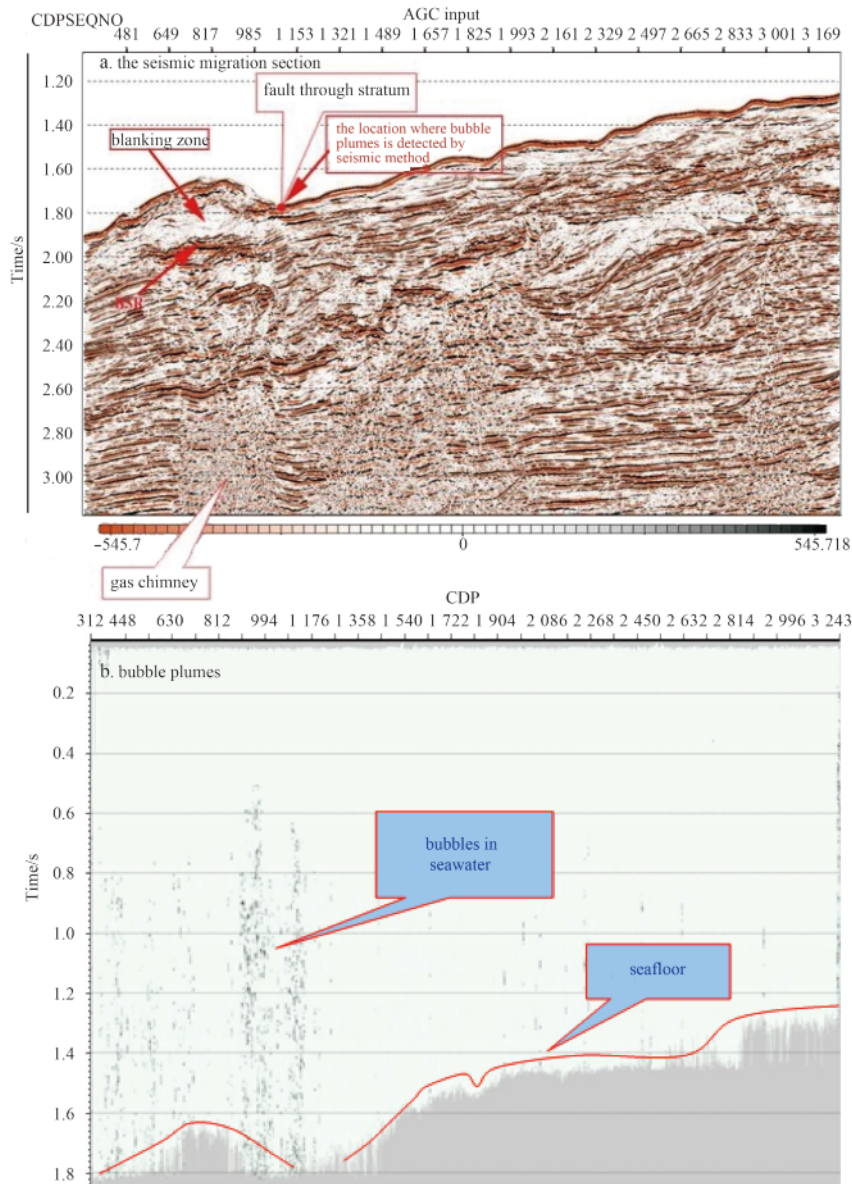 AGC input
CDPSEQNO
481 649 817 985 1 153 1 321 1 489 1 657 1 825 1 993 2 161 2 329 2 497 2 665 2 833 3 001 3 169
a. the seismic migration section
1.20
fault through stratum
1.40
blanking zone
the location where bubble
plumes is detected by
seismic method
1.60
1.80
2.00
Time/s
BSR
2.20
2.40
2.60
2.80
3.00
−545.7 0 545.718
gas chimney
CDP
312 448 630 812 994 1 176 1 358 1 540 1 722 1 904 2 086 2 268 2 450 2 632 2 814 2 996 3 243
b. bubble plumes
0.2
0.4
0.6
bubbles in
seawater
0.8
Time/s
1.0
seafloor
1.2
1.4
1.6
1.8